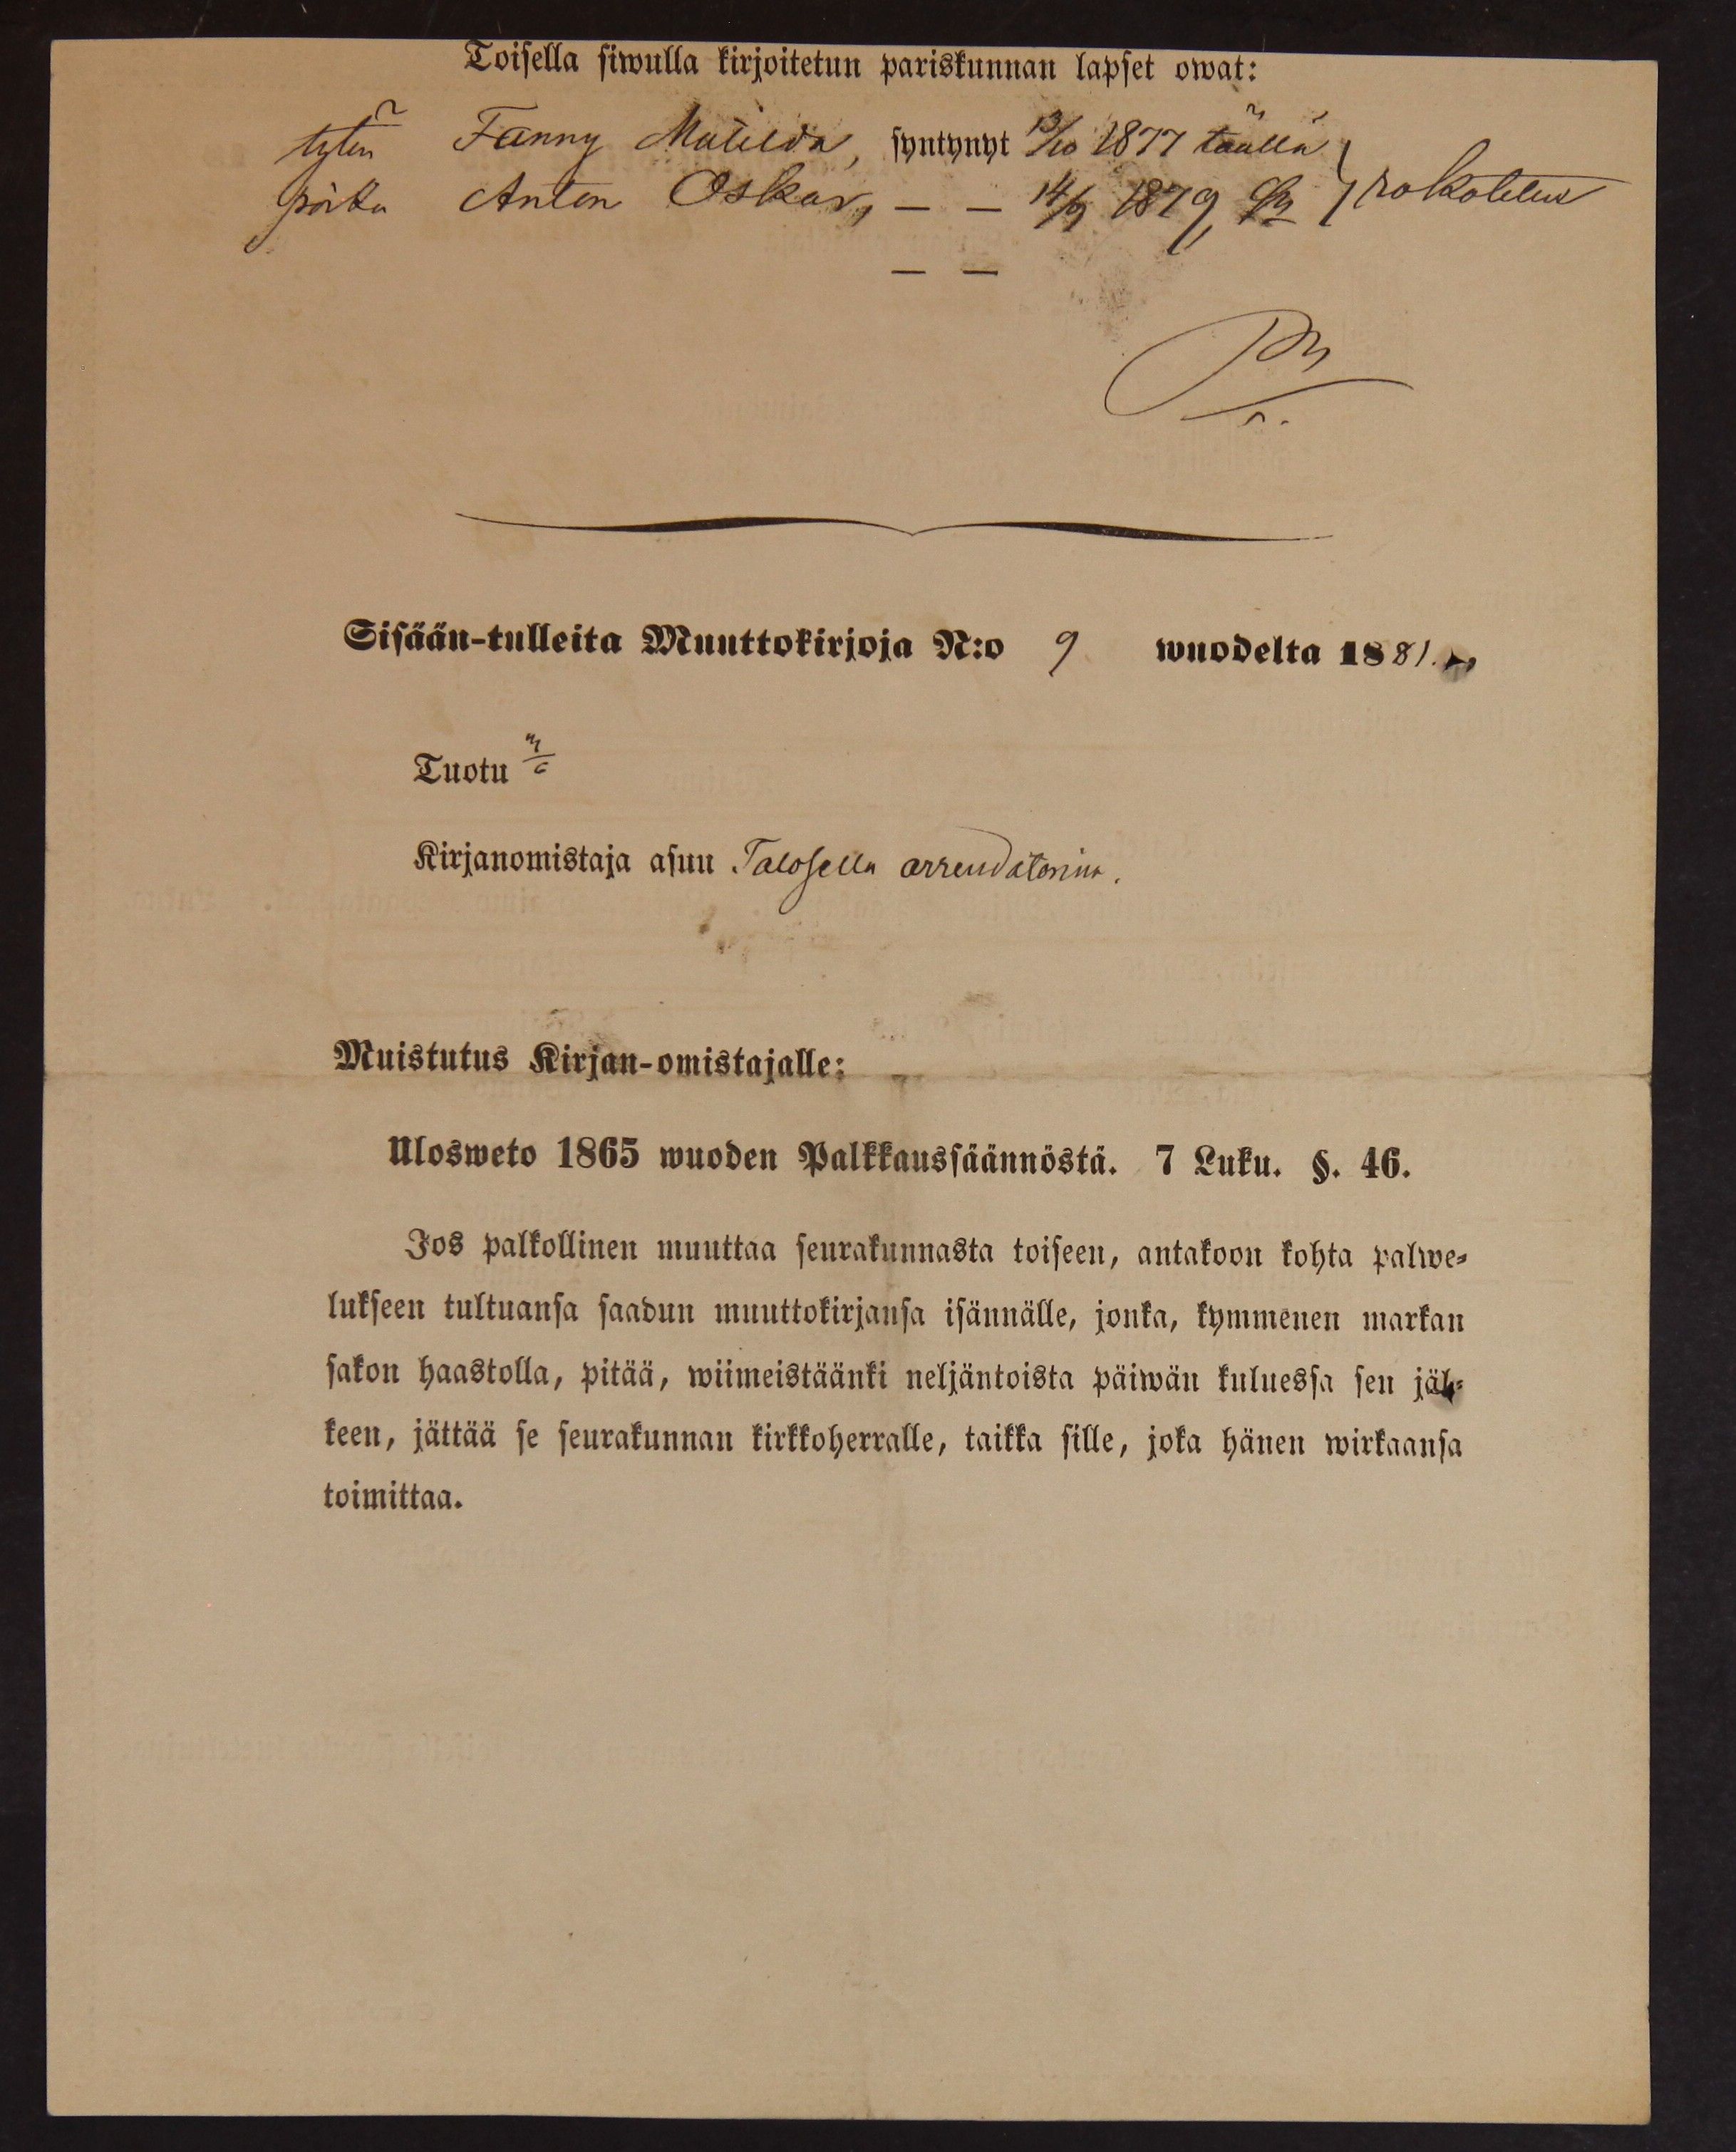 Toisella siwulla kirjoitetun pariskunnan lapset owat:
Fanny Matilda, syntynyt 13/10 1877 täällä
poika Anton Oskar, — — 14/9 1879, rokotetut
— —
Sisään-tulleita Muuttokirjoja N:o 9 wuodelta 1881.
Tuotu
Kirjanomistaja asuu arrendatorina.
Muistutus Kirjan-omistajalle:
Ulosweto 1865 wuoden Palkkaussäännöstä. 7 Luku. §. 46.
Jos palkollinen muuttaa seurakunnasta toiseen, antakoon kohta palwe-
lukseen tultuansa saadun muuttokirjansa isännälle, jonka, kymmenen markan
sakon haastolla, pitää, wiimeistäänki neljäntoista päiwän kuluessa sen jäl-
keen, jättää se seurakunnan kirkkoherralle, taikka sille, joka hänen wirkaansa
toimittaa.